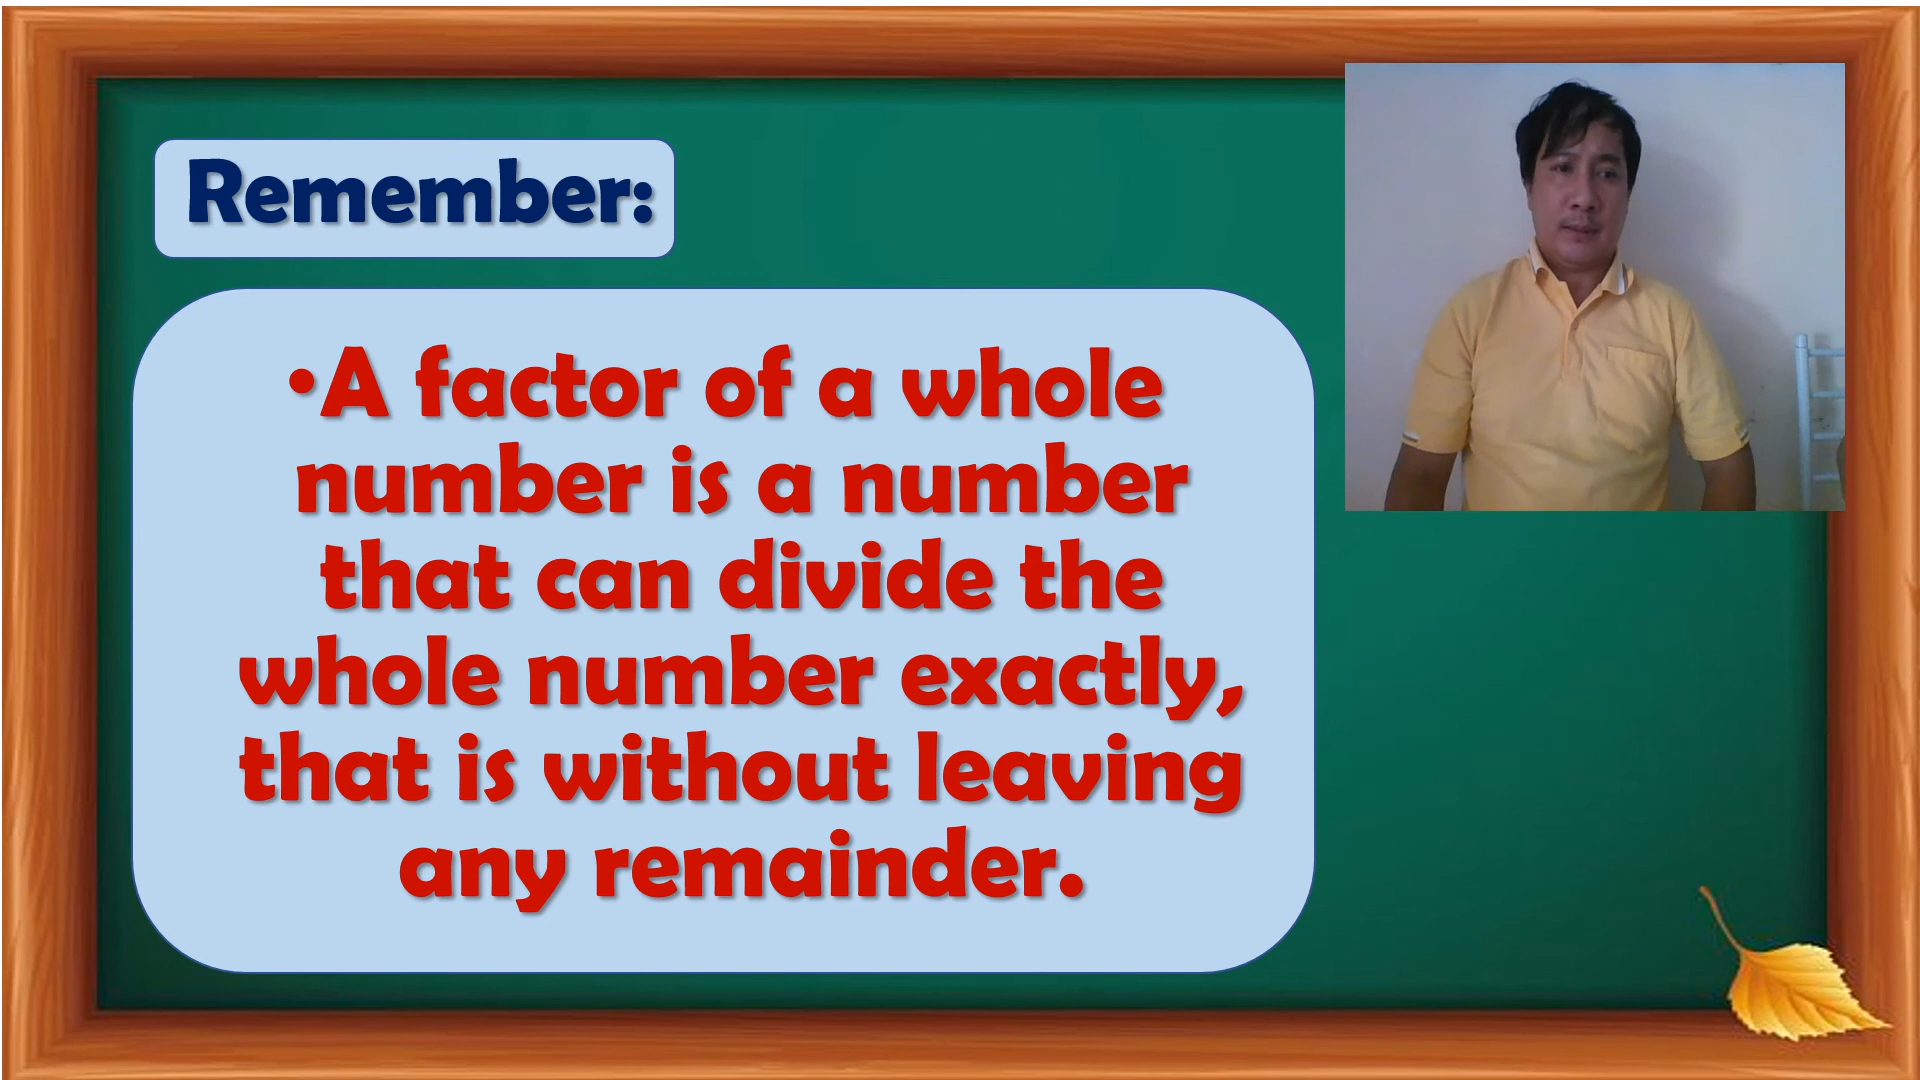 Remember:
•A factor of a whole
number is a number
that can divide the
whole number exactly,
that is without leaving
any remainder.